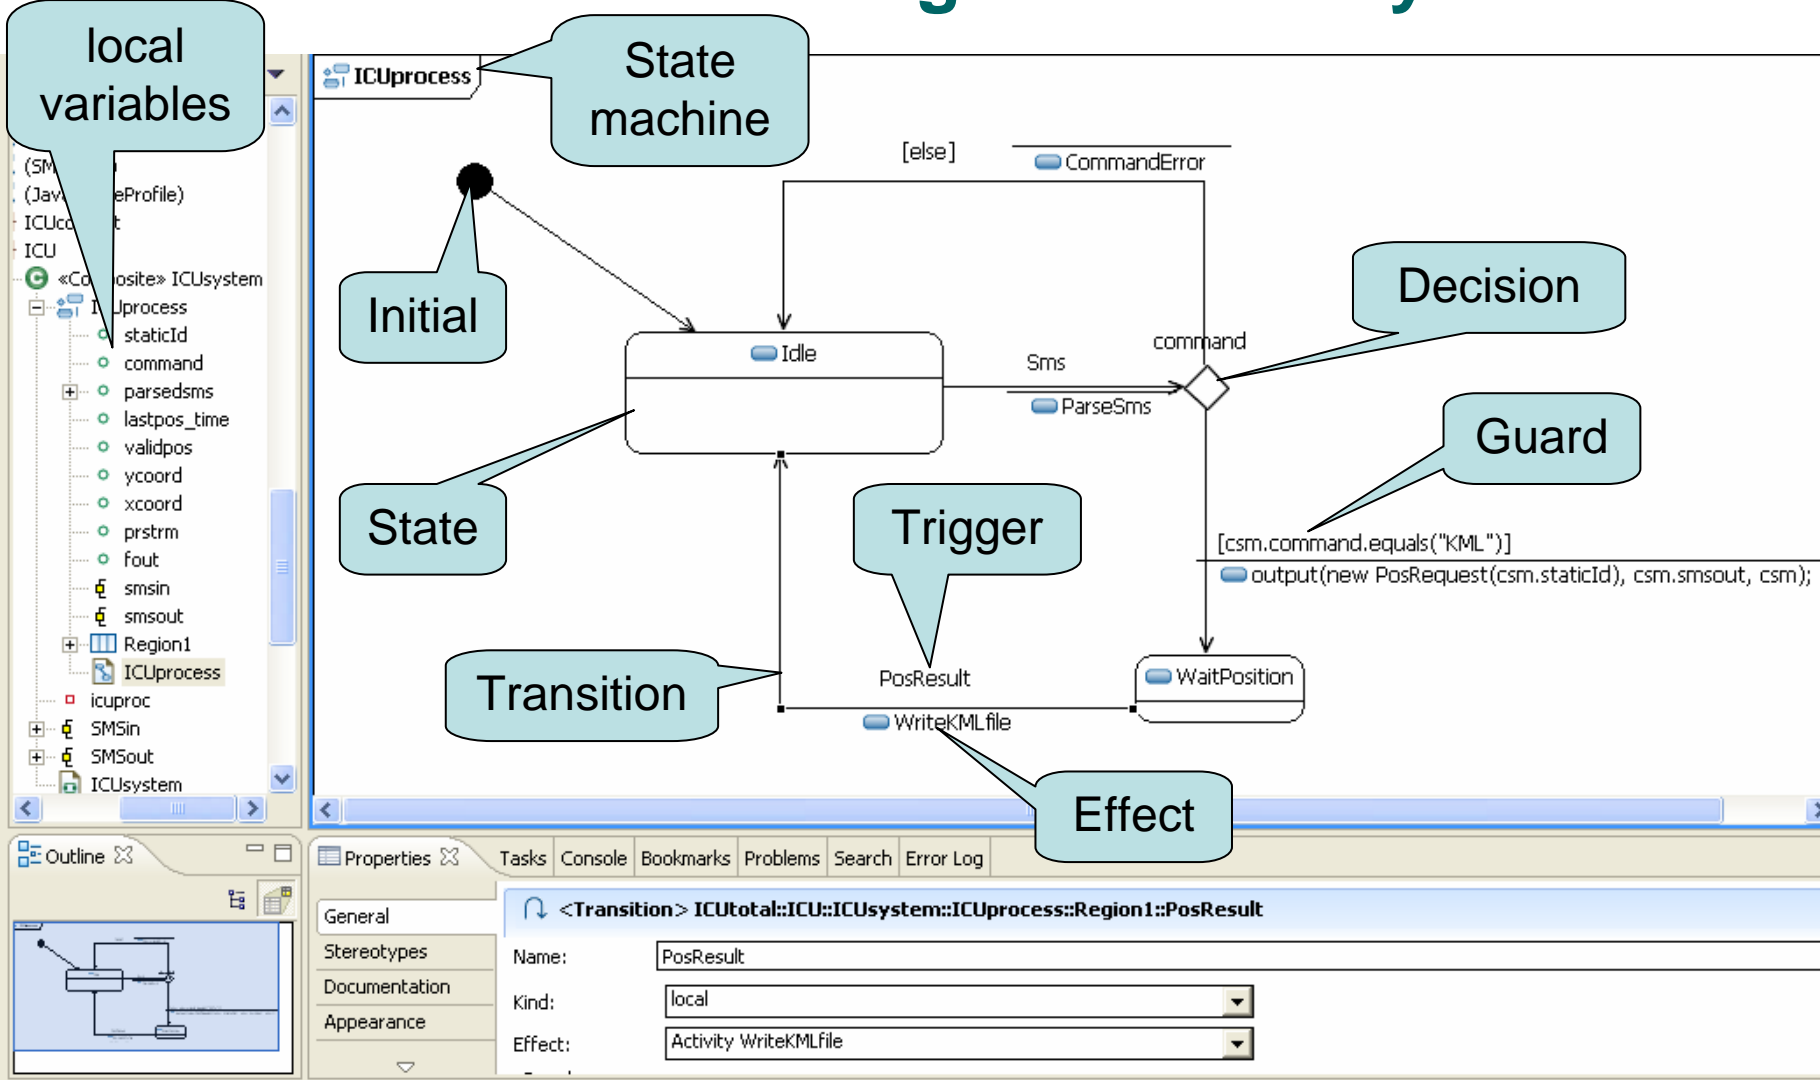 local
variables
State
machine
Initial
State
Transition
Trigger
Effect
Decision
Guard
ICUprocess
[else]
CommandError
Idle
Sms
ParseSms
command
[csm.command.equals("KML")]
output(new PosRequest(csm.staticId), csm.smsout, csm);
PosResult
WriteKMLfile
WaitPosition
eProfile)
ICU
ICUsystem
staticId
command
parsedsms
lastpos_time
validpos
ycoord
xcoord
prstrm
fout
smsin
smsout
Region1
ICUprocess
icuproc
SMSin
SMSout
ICUsystem
Outline
Properties Tasks Console Bookmarks Problems Search Error Log
General
Stereotypes
Documentation
Appearance
<Transition> ICUtotal::ICU::ICUsystem::ICUprocess::Region1::PosResult
Name: PosResult
Kind: local
Effect: Activity WriteKMLfile